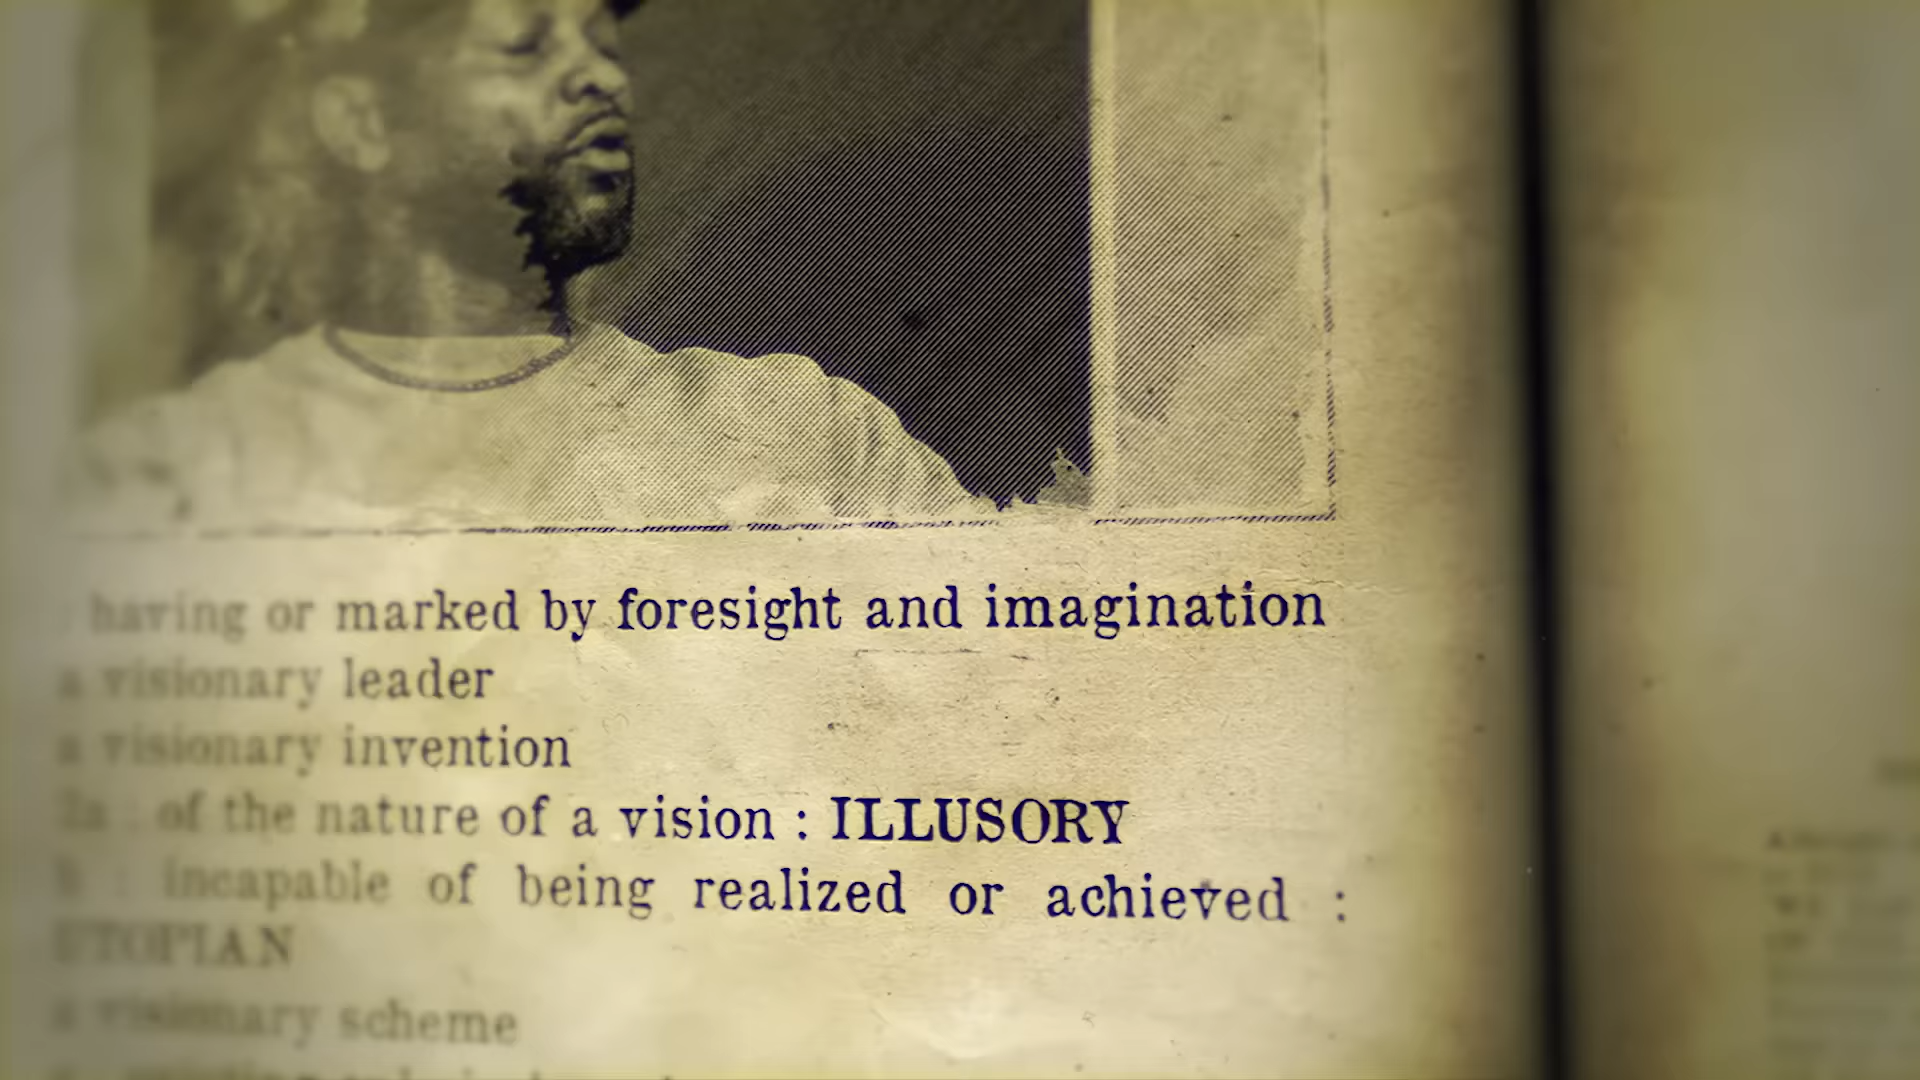 : having or marked by foresight and imagination
a visionary leader
a visionary invention
2a : of the nature of a vision : ILLUSORY
b : incapable of being realized or achieved :
UTOPIAN
a visionary scheme